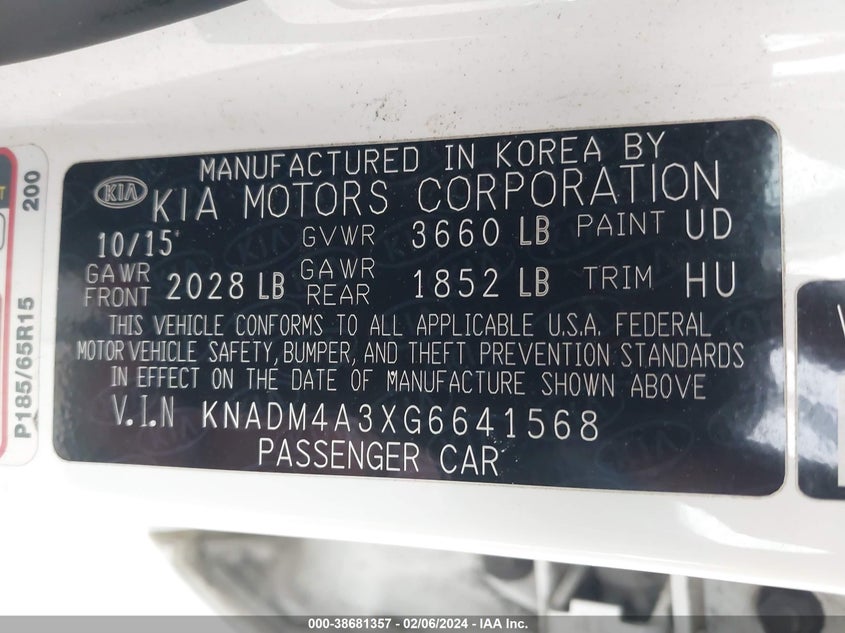 MANUFACTURED IN KOREA BY
KIA KIA MOTORS CORPORATION
10/15 GVWR 3660 LB PAINT UD
GAWR FRONT 2028 LB GAWR REAR 1852 LB TRIM HU
THIS VEHICLE CONFORMS TO ALL APPLICABLE U.S.A. FEDERAL
MOTOR VEHICLE SAFETY, BUMPER, AND THEFT PREVENTION STANDARDS
IN EFFECT ON THE DATE OF MANUFACTURE SHOWN ABOVE
V.I.N KNADM4A3XG6641568
PASSENGER CAR
P185/65R15 200
000-38681357 - 02/06/2024 - IAA Inc.